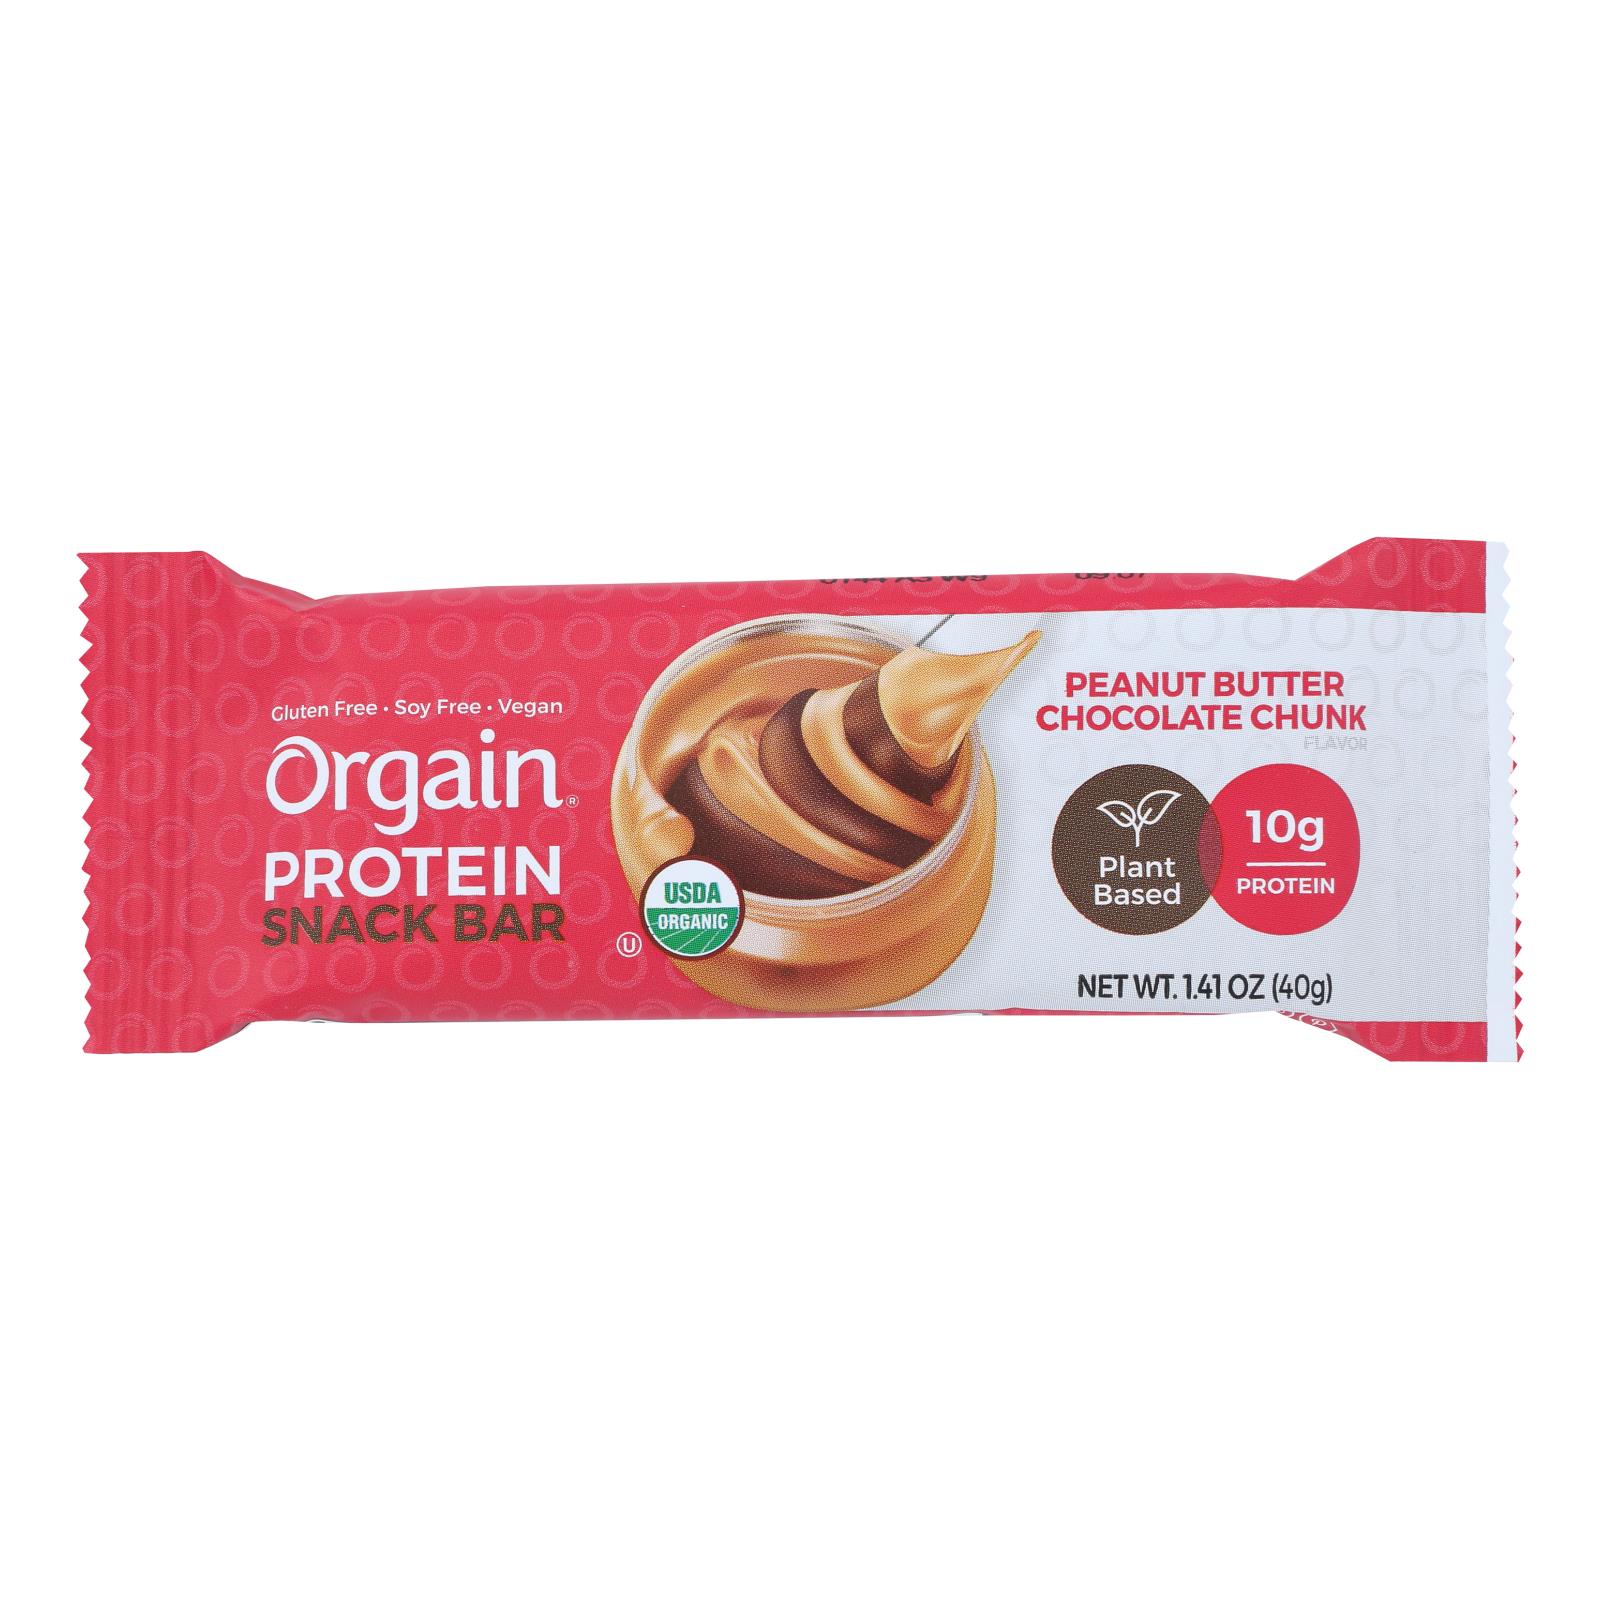 Gluten Free • Soy Free • Vegan
Orgain®
PROTEIN
SNACK BAR
U
USDA
ORGANIC
PEANUT BUTTER
CHOCOLATE CHUNK
FLAVOR
Plant
Based
10g
PROTEIN
NET WT. 1.41 OZ (40g)